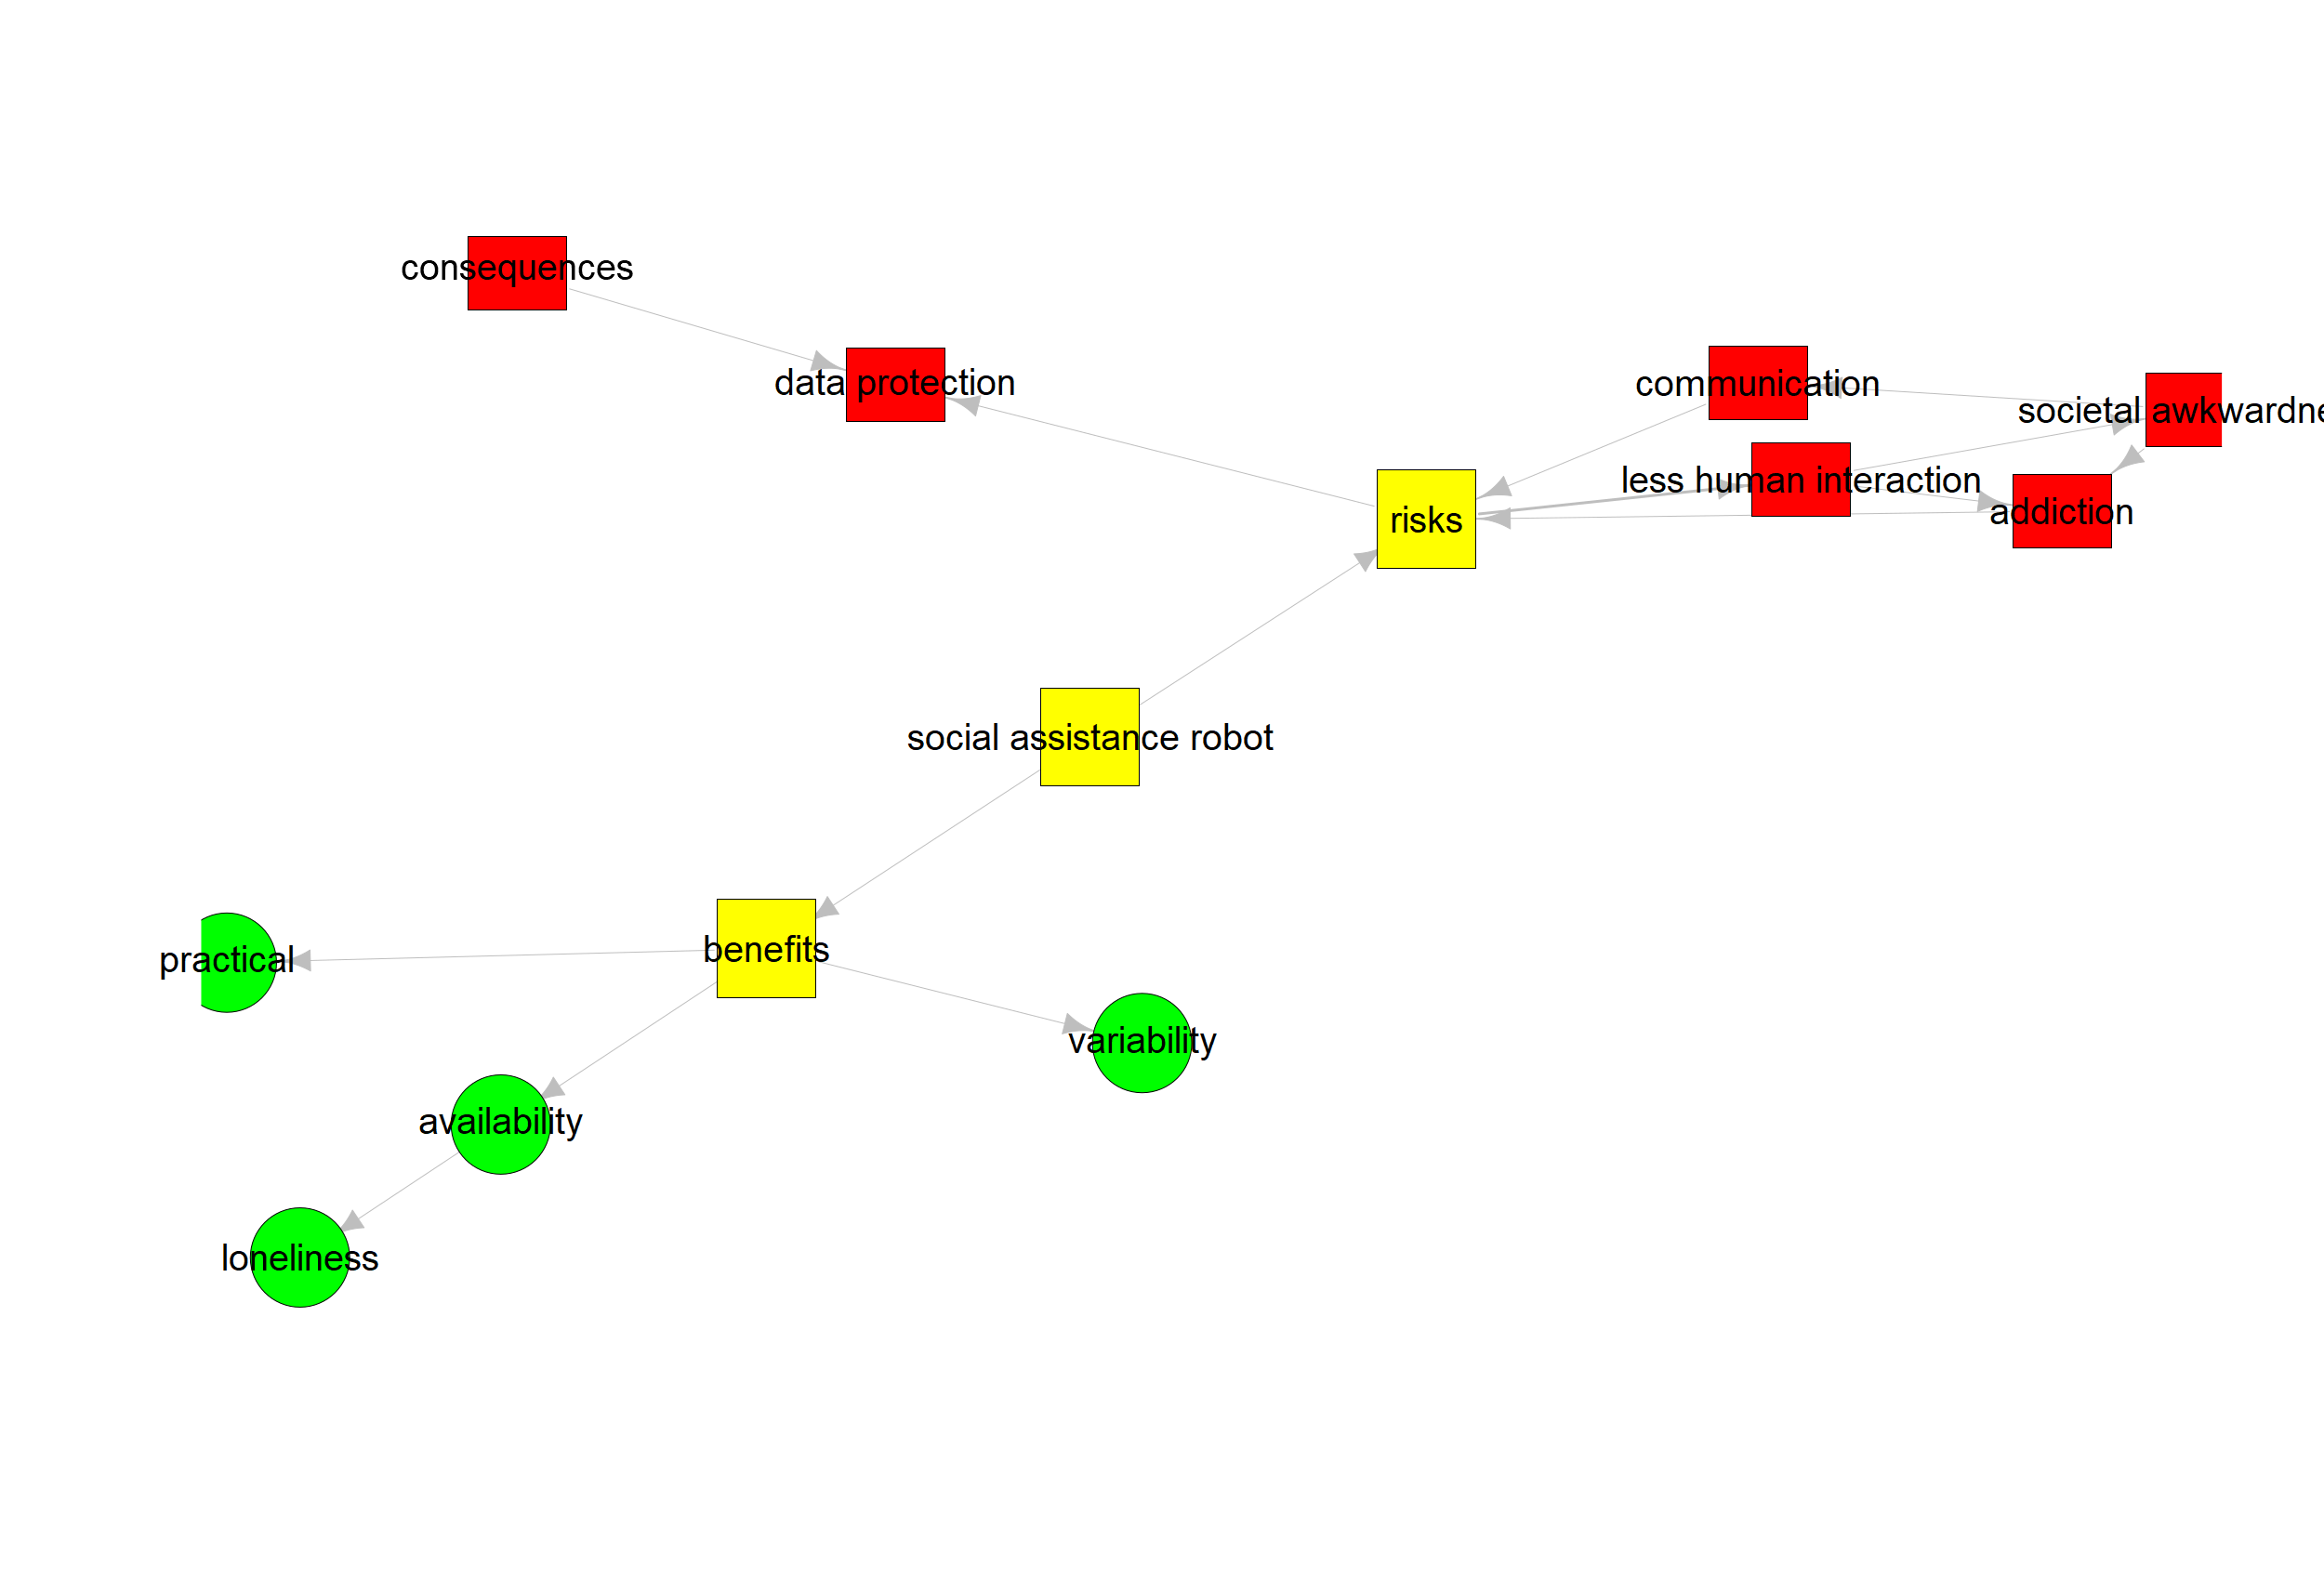 consequences
data protection
communication
societal awkwardne
less human interaction
addiction
risks
social assistance robot
benefits
practical
variability
availability
loneliness